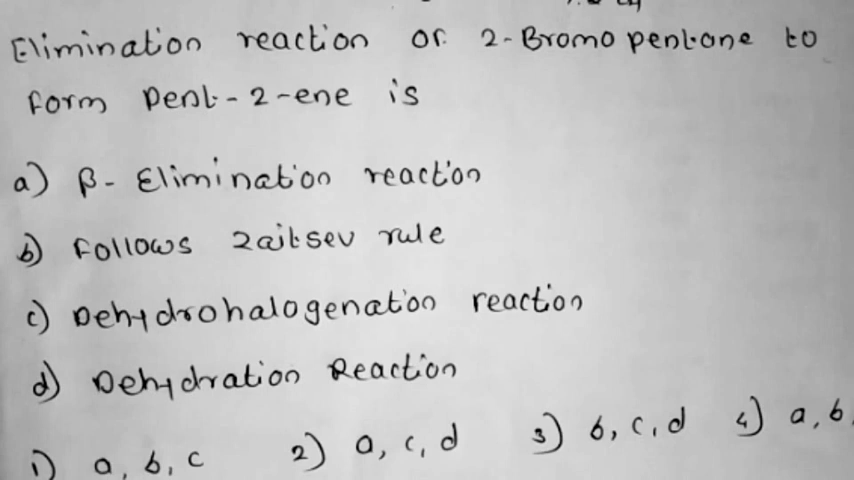 Elimination reaction of 2-Bromo pentane to
form pent-2-ene is
a) β- Elimination reaction
b) follows zaitsev rule
c) Dehydrohalogenation reaction
d) Dehydration Reaction
1) a, b, c 2) a, c, d 3) b, c, d 4) a, b,